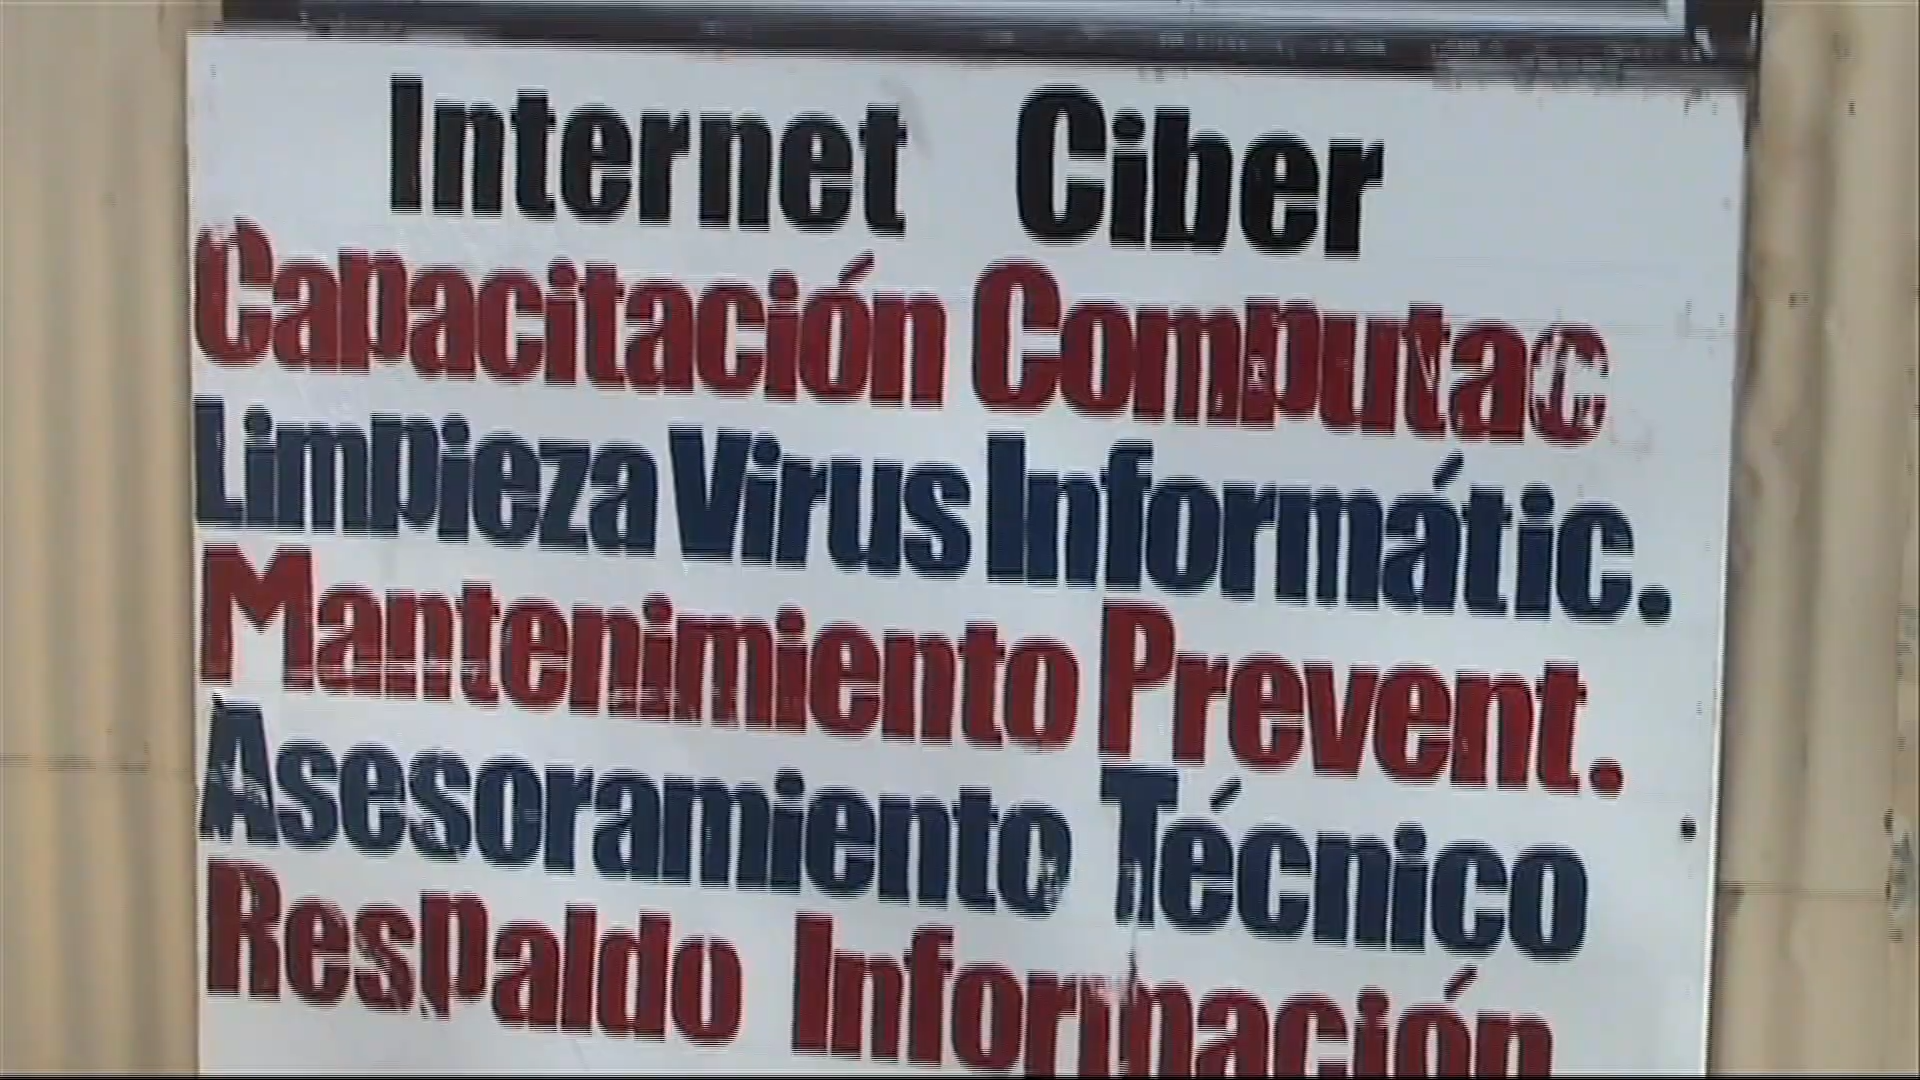 Internet Ciber
Capacitación Computac
Limpieza Virus Informátic.
Mantenimiento Prevent.
Asesoramiento Técnico
Respaldo Información